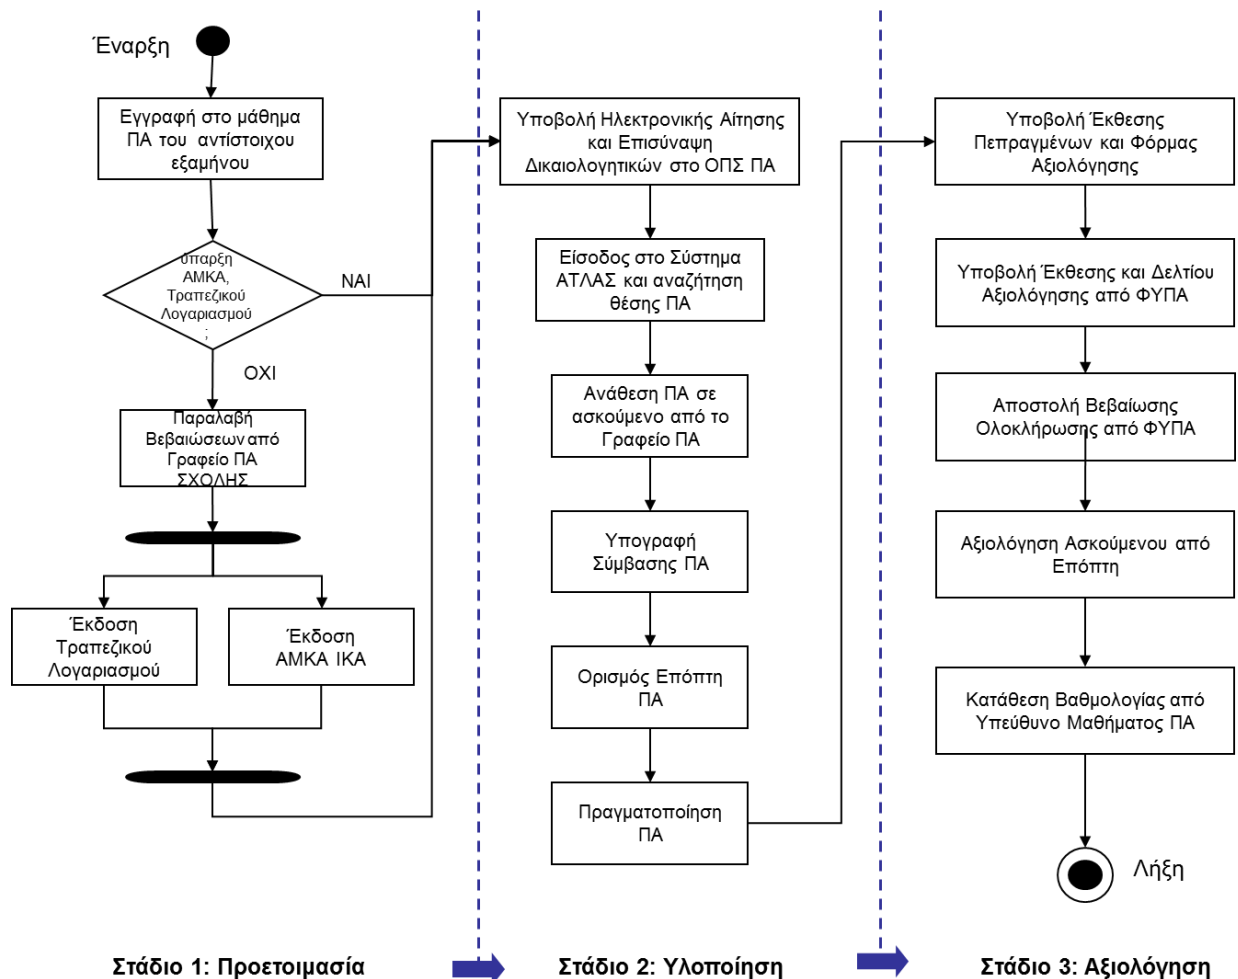 Έναρξη
Εγγραφή στο μάθημα
ΠΑ του αντίστοιχου
εξαμήνου
ύπαρξη
ΑΜΚΑ,
Τραπεζικού
Λογαριασμού
;
ΝΑΙ
ΟΧΙ
Παραλαβή
Βεβαιώσεων από
Γραφείο ΠΑ
ΣΧΟΛΗΣ
Έκδοση
Τραπεζικού
Λογαριασμού
Έκδοση
ΑΜΚΑ ΙΚΑ
Στάδιο 1: Προετοιμασία
Υποβολή Ηλεκτρονικής Αίτησης
και Επισύναψη
Δικαιολογητικών στο ΟΠΣ ΠΑ
Είσοδος στο Σύστημα
ΑΤΛΑΣ και αναζήτηση
θέσης ΠΑ
Ανάθεση ΠΑ σε
ασκούμενο από το
Γραφείο ΠΑ
Υπογραφή
Σύμβασης ΠΑ
Ορισμός Επόπτη
ΠΑ
Πραγματοποίηση
ΠΑ
Στάδιο 2: Υλοποίηση
Υποβολή Έκθεσης
Πεπραγμένων και Φόρμας
Αξιολόγησης
Υποβολή Έκθεσης και Δελτίου
Αξιολόγησης από ΦΥΠΑ
Αποστολή Βεβαίωσης
Ολοκλήρωσης από ΦΥΠΑ
Αξιολόγηση Ασκούμενου από
Επόπτη
Κατάθεση Βαθμολογίας από
Υπεύθυνο Μαθήματος ΠΑ
Λήξη
Στάδιο 3: Αξιολόγηση